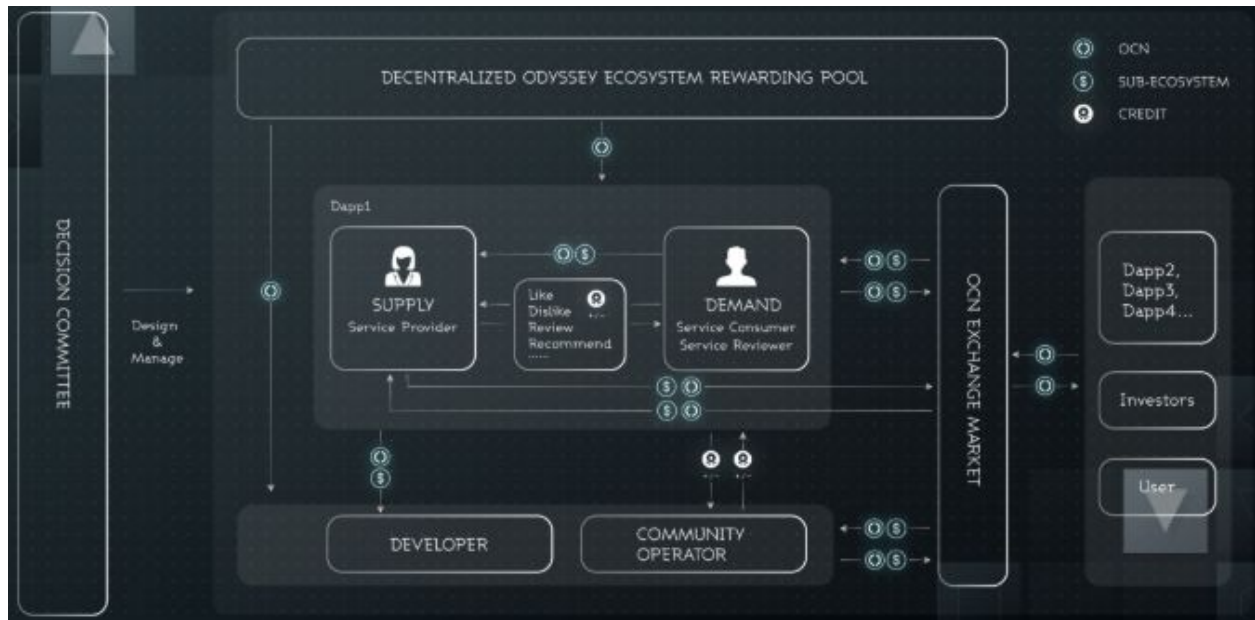 DECENTRALIZED ODYSSEY ECOSYSTEM REWARDING POOL
OCN
SUB-ECOSYSTEM
CREDIT
DECISION COMMITTEE
Design
&
Manage
Dapp1
SUPPLY
Service Provider
Like
Dislike
Review
Recommend
......
+/-
DEMAND
Service Consumer
Service Reviewer
OCN EXCHANGE MARKET
Dapp2,
Dapp3,
Dapp4...
Investors
User
+/-
+/-
DEVELOPER
COMMUNITY
OPERATOR